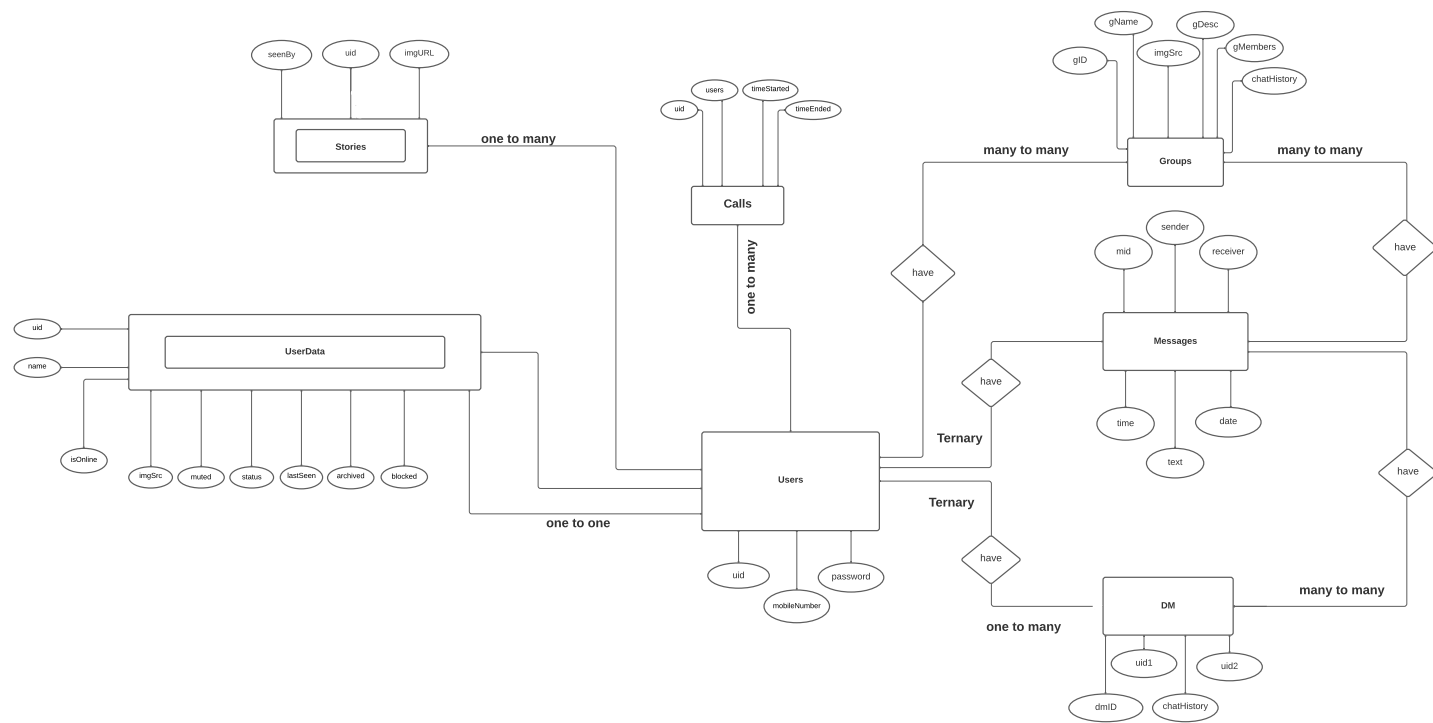 gName
gDesc
seenBy
uid
imgURL
gID
imgSrc
gMembers
chatHistory
users
timeStarted
uid
timeEnded
Stories
one to many
many to many
Groups
many to many
Calls
sender
mid
receiver
one to many
have
have
uid
name
UserData
Messages
have
time
date
Ternary
text
isOnline
imgSrc
muted
status
lastSeen
archived
blocked
Users
have
Ternary
one to one
have
uid
password
mobileNumber
many to many
DM
one to many
uid1
uid2
dmID
chatHistory